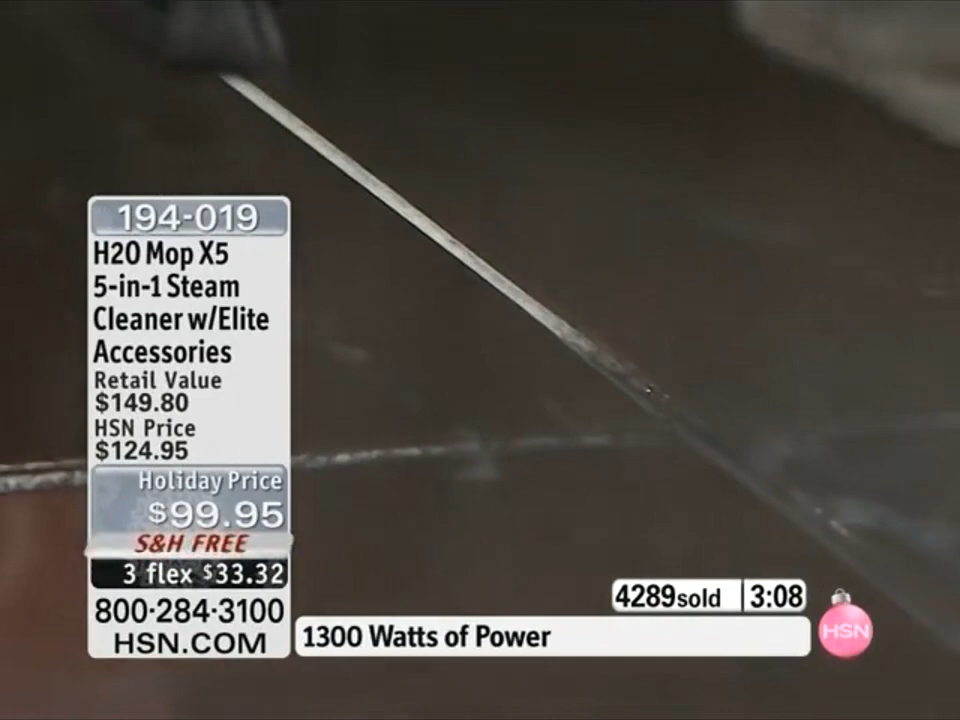 194-019
H2O Mop X5
5-in-1 Steam
Cleaner w/Elite
Accessories
Retail Value
$149.80
HSN Price
$124.95
Holiday Price
$99.95
S&H FREE
3 flex $33.32
800·284·3100
HSN.COM
4289sold 3:08
1300 Watts of Power
HSN